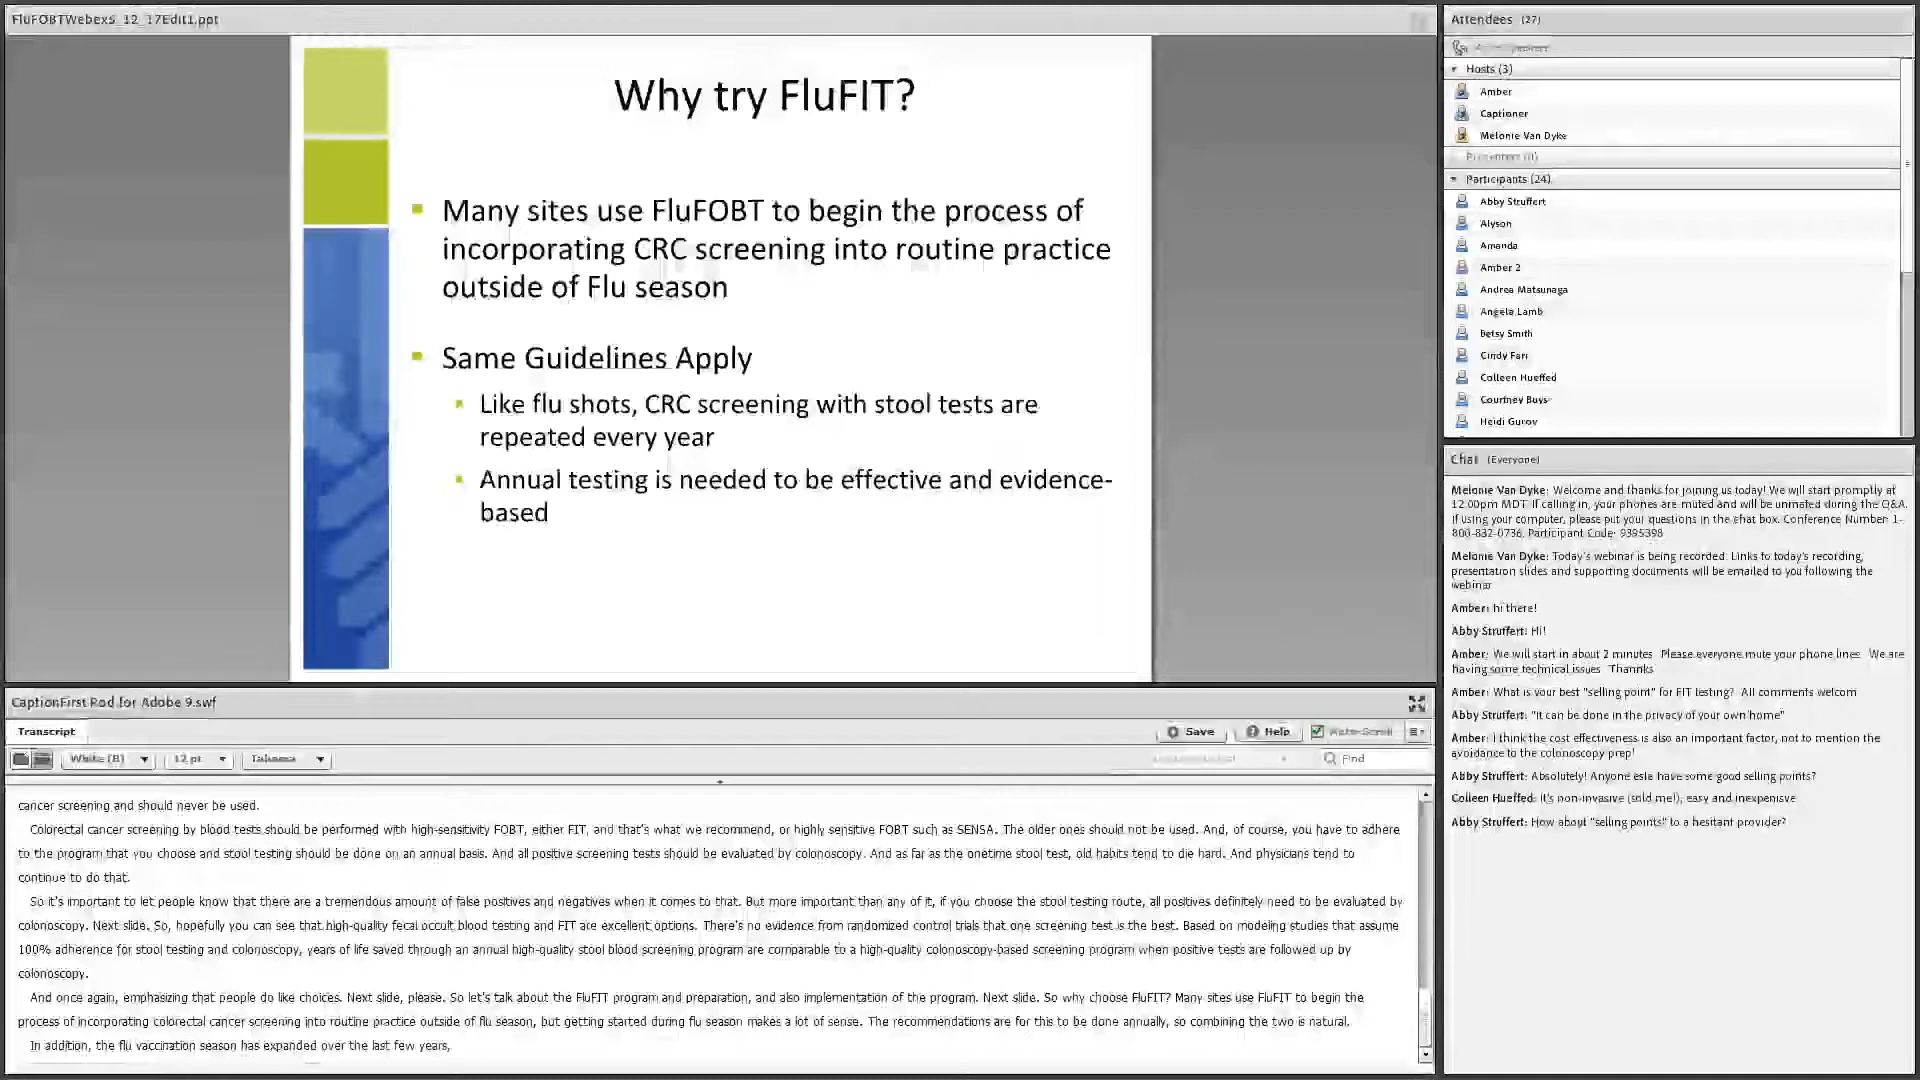 FluFOBTWebex5_12_17Edit1.ppt
Why try FluFIT?
Many sites use FluFOBT to begin the process of
incorporating CRC screening into routine practice
outside of Flu season
Same Guidelines Apply
Like flu shots, CRC screening with stool tests are
repeated every year
Annual testing is needed to be effective and evidence-
based
CaptionFirst Pod for Adobe 9.swf
Transcript
Save
Help
Auto-Scroll
White (B)
12 pt
Tahoma
Find
cancer screening and should never be used.
Colorectal cancer screening by blood tests should be performed with high-sensitivity FOBT, either FIT, and that's what we recommend, or highly sensitive FOBT such as SENSA. The older ones should not be used. And, of course, you have to adhere
to the program that you choose and stool testing should be done on an annual basis. And all positive screening tests should be evaluated by colonoscopy. And as far as the onetime stool test, old habits tend to die hard. And physicians tend to
continue to do that.
So it's important to let people know that there are a tremendous amount of false positives and negatives when it comes to that. But more important than any of it, if you choose the stool testing route, all positives definitely need to be evaluated by
colonoscopy. Next slide. So, hopefully you can see that high-quality fecal occult blood testing and FIT are excellent options. There's no evidence from randomized control trials that one screening test is the best. Based on modeling studies that assume
100% adherence for stool testing and colonoscopy, years of life saved through an annual high-quality stool blood screening program are comparable to a high-quality colonoscopy-based screening program when positive tests are followed up by
colonoscopy.
And once again, emphasizing that people do like choices. Next slide, please. So let's talk about the FluFIT program and preparation, and also implementation of the program. Next slide. So why choose FluFIT? Many sites use FluFIT to begin the
process of incorporating colorectal cancer screening into routine practice outside of flu season, but getting started during flu season makes a lot of sense. The recommendations are for this to be done annually, so combining the two is natural.
In addition, the flu vaccination season has expanded over the last few years,
Attendees (27)
Hosts (3)
Amber
Captioner
Melonie Van Dyke
Presenters (0)
Participants (24)
Abby Struffert
Alyson
Amanda
Amber 2
Andrea Matsunaga
Angela Lamb
Betsy Smith
Cindy Fari
Colleen Hueffed
Courtney Buys
Heidi Gurov
Chat (Everyone)
Melonie Van Dyke: Welcome and thanks for joining us today! We will start promptly at
12:00pm MDT. If calling in, your phones are muted and will be unmated during the Q&A.
If using your computer, please put your questions in the chat box. Conference Number: 1-
800-832-0736, Participant Code: 9395398
Melonie Van Dyke: Today's webinar is being recorded. Links to today's recording,
presentation slides and supporting documents will be emailed to you following the
webinar
Amber: hi there!
Abby Struffert: Hi!
Amber: We will start in about 2 minutes Please everyone mute your phone lines We are
having some technical issues Thannks
Amber: What is your best "selling point" for FIT testing? All comments welcom
Abby Struffert: "It can be done in the privacy of your own home"
Amber: I think the cost effectiveness is also an important factor, not to mention the
avoidance to the colonoscopy prep!
Abby Struffert: Absolutely! Anyone esle have some good selling points?
Colleen Hueffed: It's non-invasive (sold me!), easy and inexpensive
Abby Struffert: How about "selling points" to a hesitant provider?